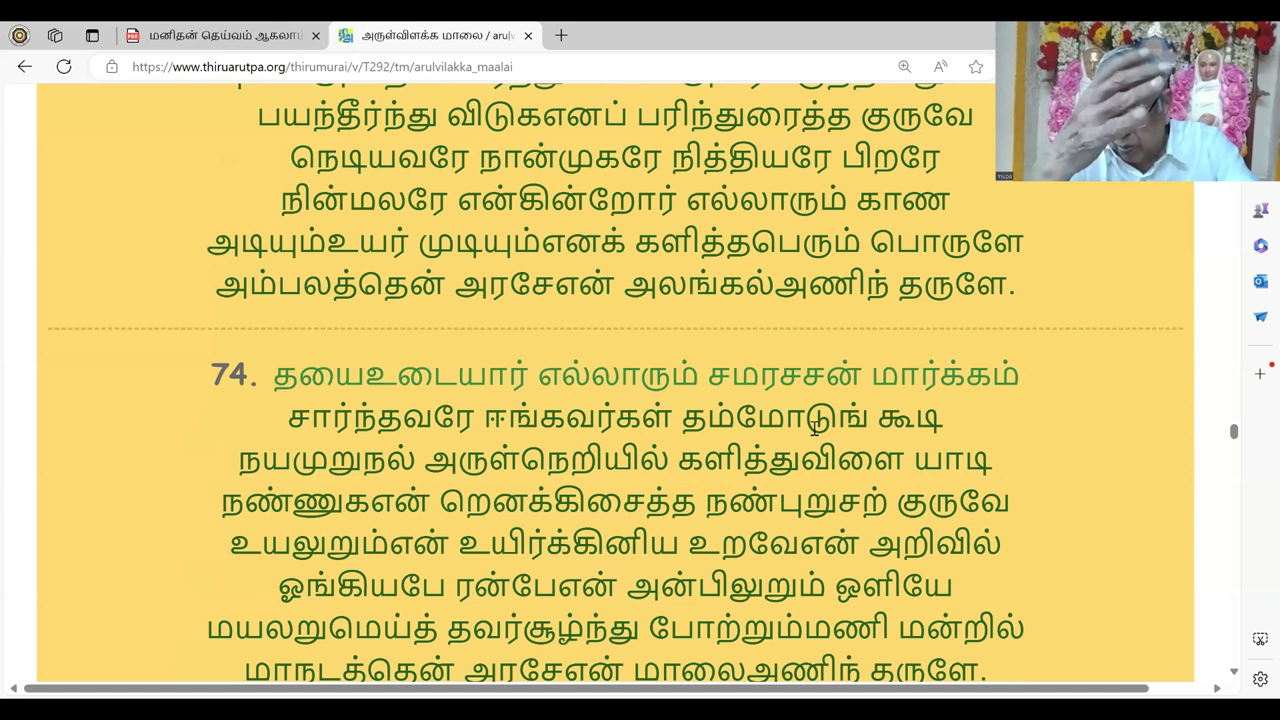 மனிதன் தெய்வம் ஆகலாம்
அருள்விளக்க மாலை / arulv
https://www.thiruarutpa.org/thirumurai/v/T292/tm/arulvilakka_maalai
பயந்தீர்ந்து விடுகஎனப் பரிந்துரைத்த குருவே
நெடியவரே நான்முகரே நித்தியரே பிறரே
நின்மலரே என்கின்றோர் எல்லாரும் காண
அடியும்உயர் முடியும்எனக் களித்தபெரும் பொருளே
அம்பலத்தென் அரசேஎன் அலங்கல்அணிந் தருளே.
74. தயைஉடையார் எல்லாரும் சமரசசன் மார்க்கம்
சார்ந்தவரே ஈங்கவர்கள் தம்மோடுங் கூடி
நயமுறுநல் அருள்நெறியில் களித்துவிளை யாடி
நண்ணுகஎன் றெனக்கிசைத்த நண்புறுசற் குருவே
உயலுறும்என் உயிர்க்கினிய உறவேஎன் அறிவில்
ஓங்கியபே ரன்பேஎன் அன்பிலுறும் ஒளியே
மயலறுமெய்த் தவர்சூழ்ந்து போற்றும்மணி மன்றில்
மாநடத்தென் அரசேஎன் மாலைஅணிந் தருளே.